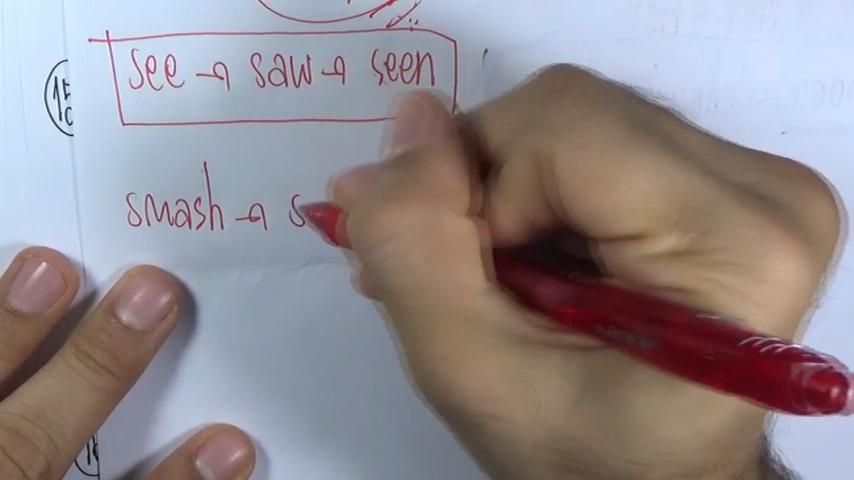 see → saw → seen
smash → s